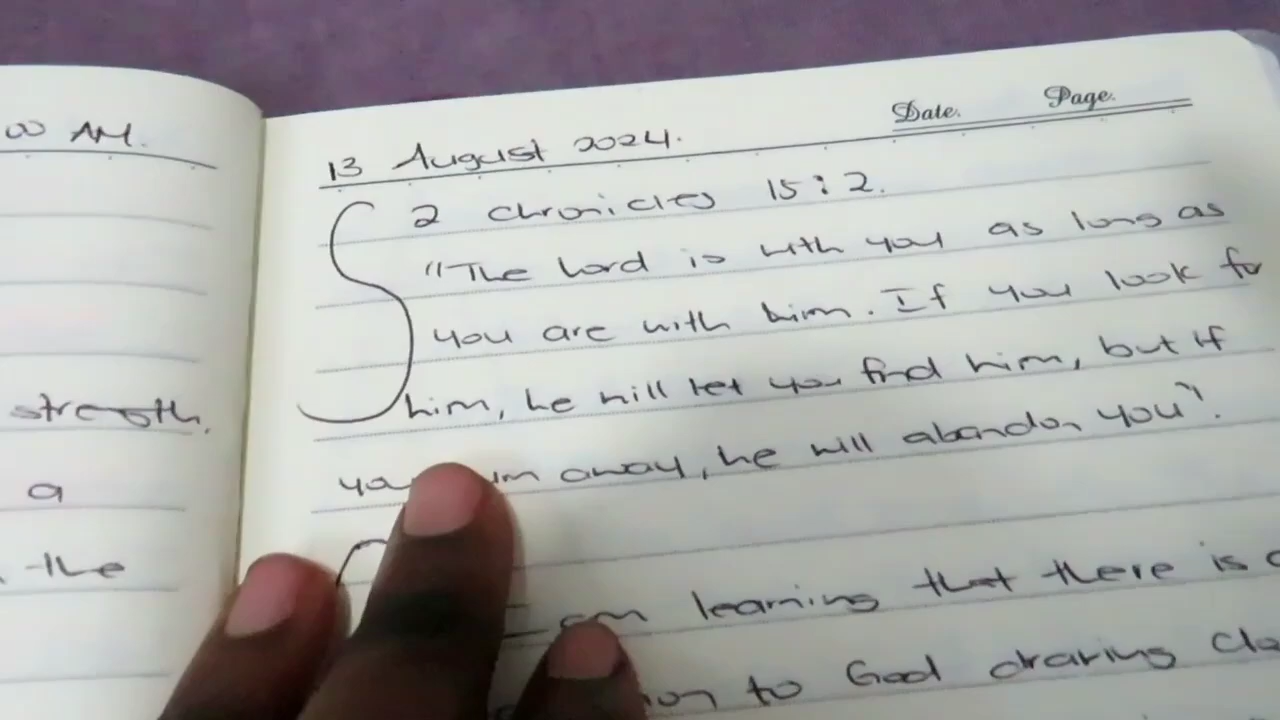 00 AM.
strength.
a
the
Date. Page.
13 August 2024.
2 chronicles 15:2.
"The lord is with you as long as
you are with him. If you look for
him, he will let you find him, but if
away, he will abandon you".
I am learning that there is
to God drawing